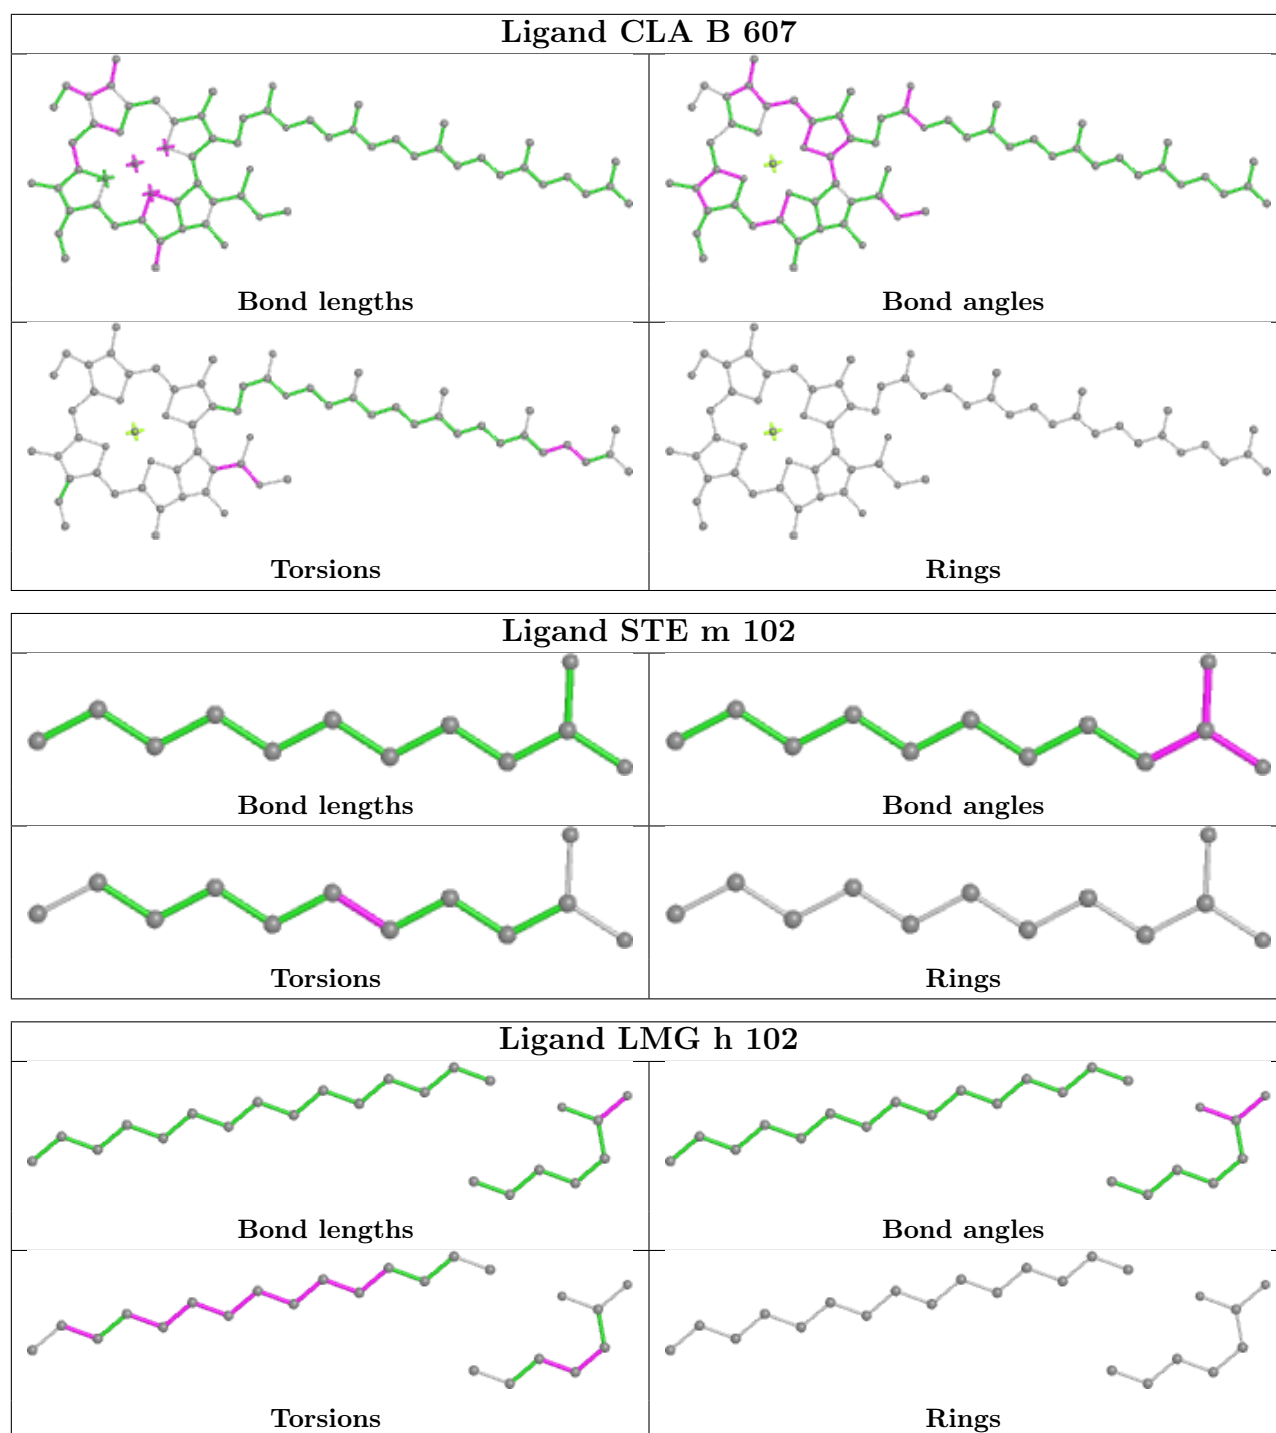 Ligand CLA B 607
Bond lengths
Bond angles
Torsions
Rings
Ligand STE m 102
Bond lengths
Bond angles
Torsions
Rings
Ligand LMG h 102
Bond lengths
Bond angles
Torsions
Rings